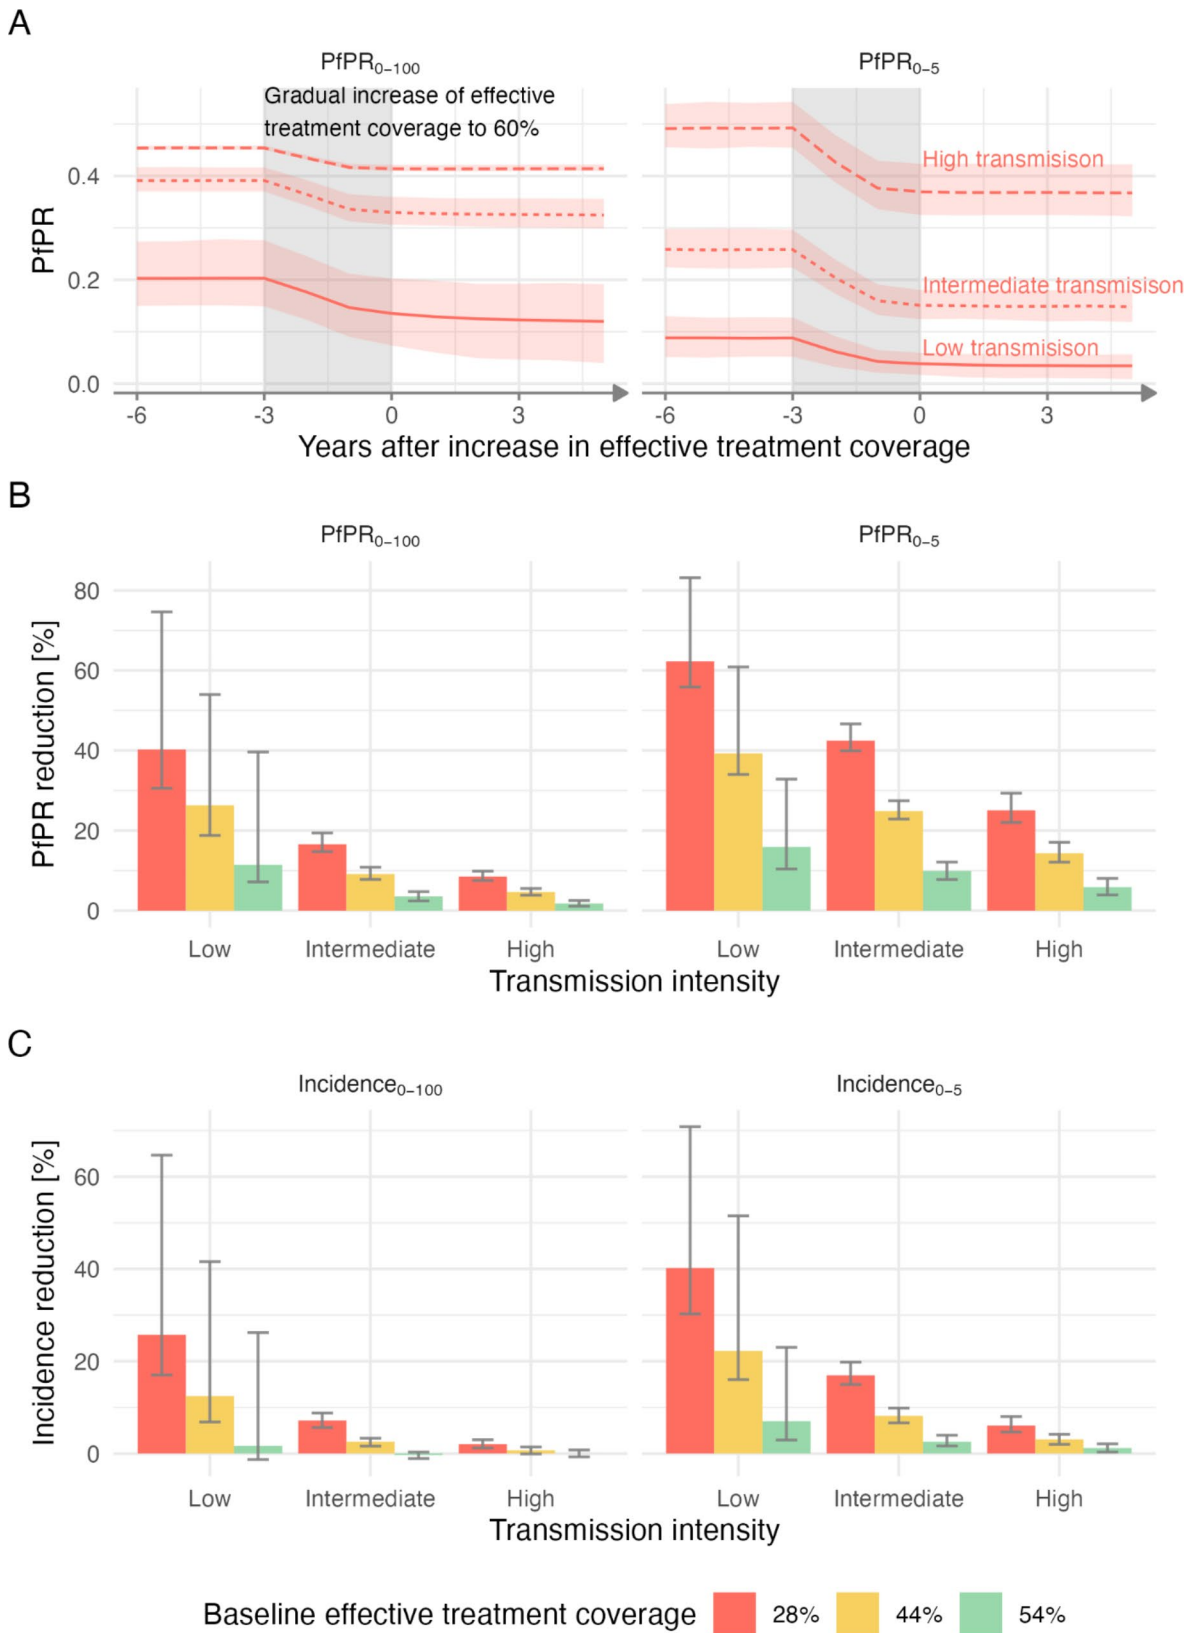 A
PfPR0–100
PfPR0–5
Gradual increase of effective
treatment coverage to 60%
High transmisison
Intermediate transmisison
Low transmisison
PfPR
0.4
0.2
0.0
-6 -3 0 3
-6 -3 0 3
Years after increase in effective treatment coverage
B
PfPR0–100
PfPR0–5
PfPR reduction [%]
80
60
40
20
0
Low Intermediate High
Low Intermediate High
Transmission intensity
C
Incidence0–100
Incidence0–5
Incidence reduction [%]
60
40
20
0
Low Intermediate High
Low Intermediate High
Transmission intensity
Baseline effective treatment coverage 28% 44% 54%